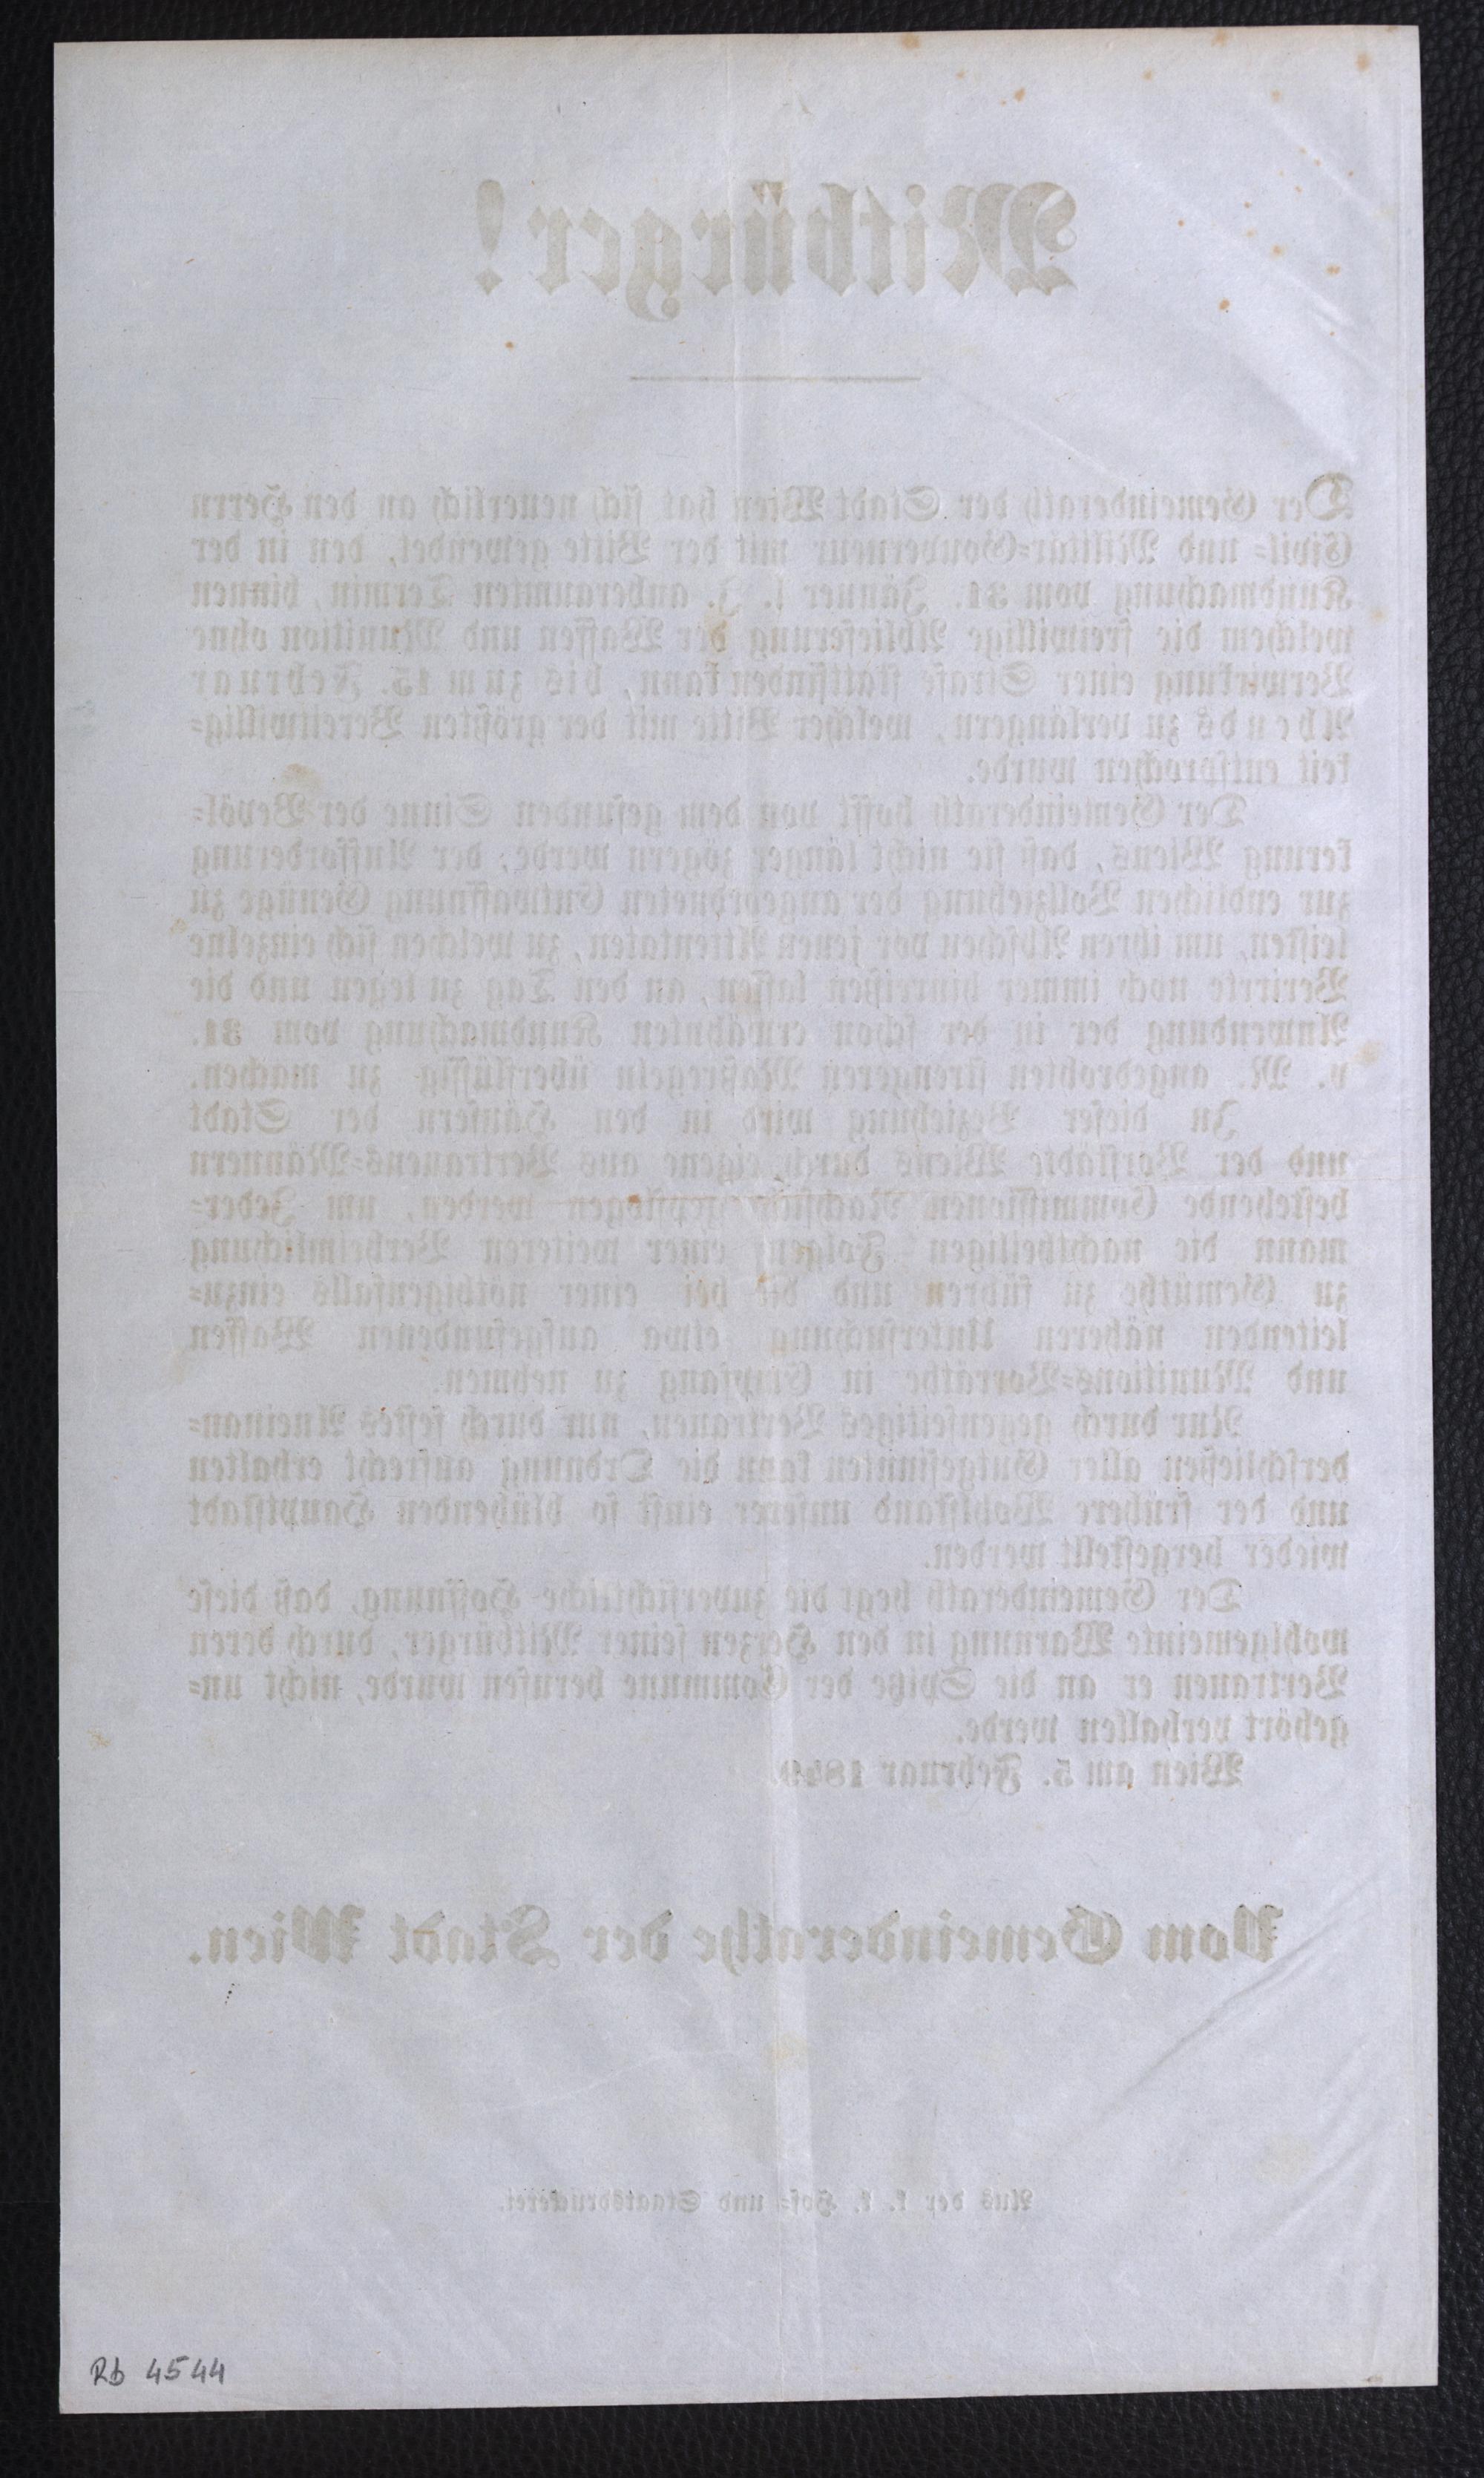 Mitbürger!
Der Gemeinderath der Stadt Wien hat sich neuerlich an den Herrn
Civil= und Militär=Gouverneur mit der Bitte gewendet, den in der
Kundmachung vom 31. Jänner l. J. anberaumten Termin, binnen
welchem die freiwillige Ablieferung der Waffen und Munition ohne
Verwirkung einer Strafe stattfinden kann, bis zum 15. Februar
Abends zu verlängern, welcher Bitte mit der größten Bereitwillig=
keit entsprochen wurde.
Der Gemeinderath hofft von dem gesunden Sinne der Bevöl=
kerung Wiens, daß sie nicht länger zögern werde, der Aufforderung
zur endlichen Vollziehung der angeordneten Entwaffnung Genüge zu
leisten, um ihren Abscheu vor jenen Attentaten, zu welchen sich einzelne
Verirrte noch immer hinreißen lassen, an den Tag zu legen und die
Anwendung der in der schon erwähnten Kundmachung vom 31.
v. M. angedrohten strengeren Maßregeln überflüssig zu machen.
In dieser Beziehung wird in den Häusern der Stadt
und der Vorstädte Wiens durch eigene aus Vertrauens=Männern
bestehende Commissionen Nachsicht gepflogen werden, um Jeder=
mann die nachtheiligen Folgen einer weiteren Verheimlichung
zu Gemüthe zu führen und die bei einer nöthigenfalls einzu=
leitenden näheren Untersuchung etwa aufgefundenen Waffen
und Munitions=Vorräthe in Empfang zu nehmen.
Nur durch gegenseitiges Vertrauen, nur durch festes Aneinan=
derschließen aller Gutgesinnten kann die Ordnung aufrecht erhalten
und der frühere Wohlstand unserer einst so blühenden Hauptstadt
wieder hergestellt werden.
Der Gemeinderath hegt die zuversichtliche Hoffnung, daß diese
wohlgemeinte Warnung in den Herzen seiner Mitbürger, durch deren
Vertrauen er an die Spitze der Commune berufen wurde, nicht un=
gehört verhallen werde.
Wien am 5. Februar 1849.
Vom Gemeinderathe der Stadt Wien.
Aus der k. k. Hof= und Staatsdruckerei.
Rb 4544